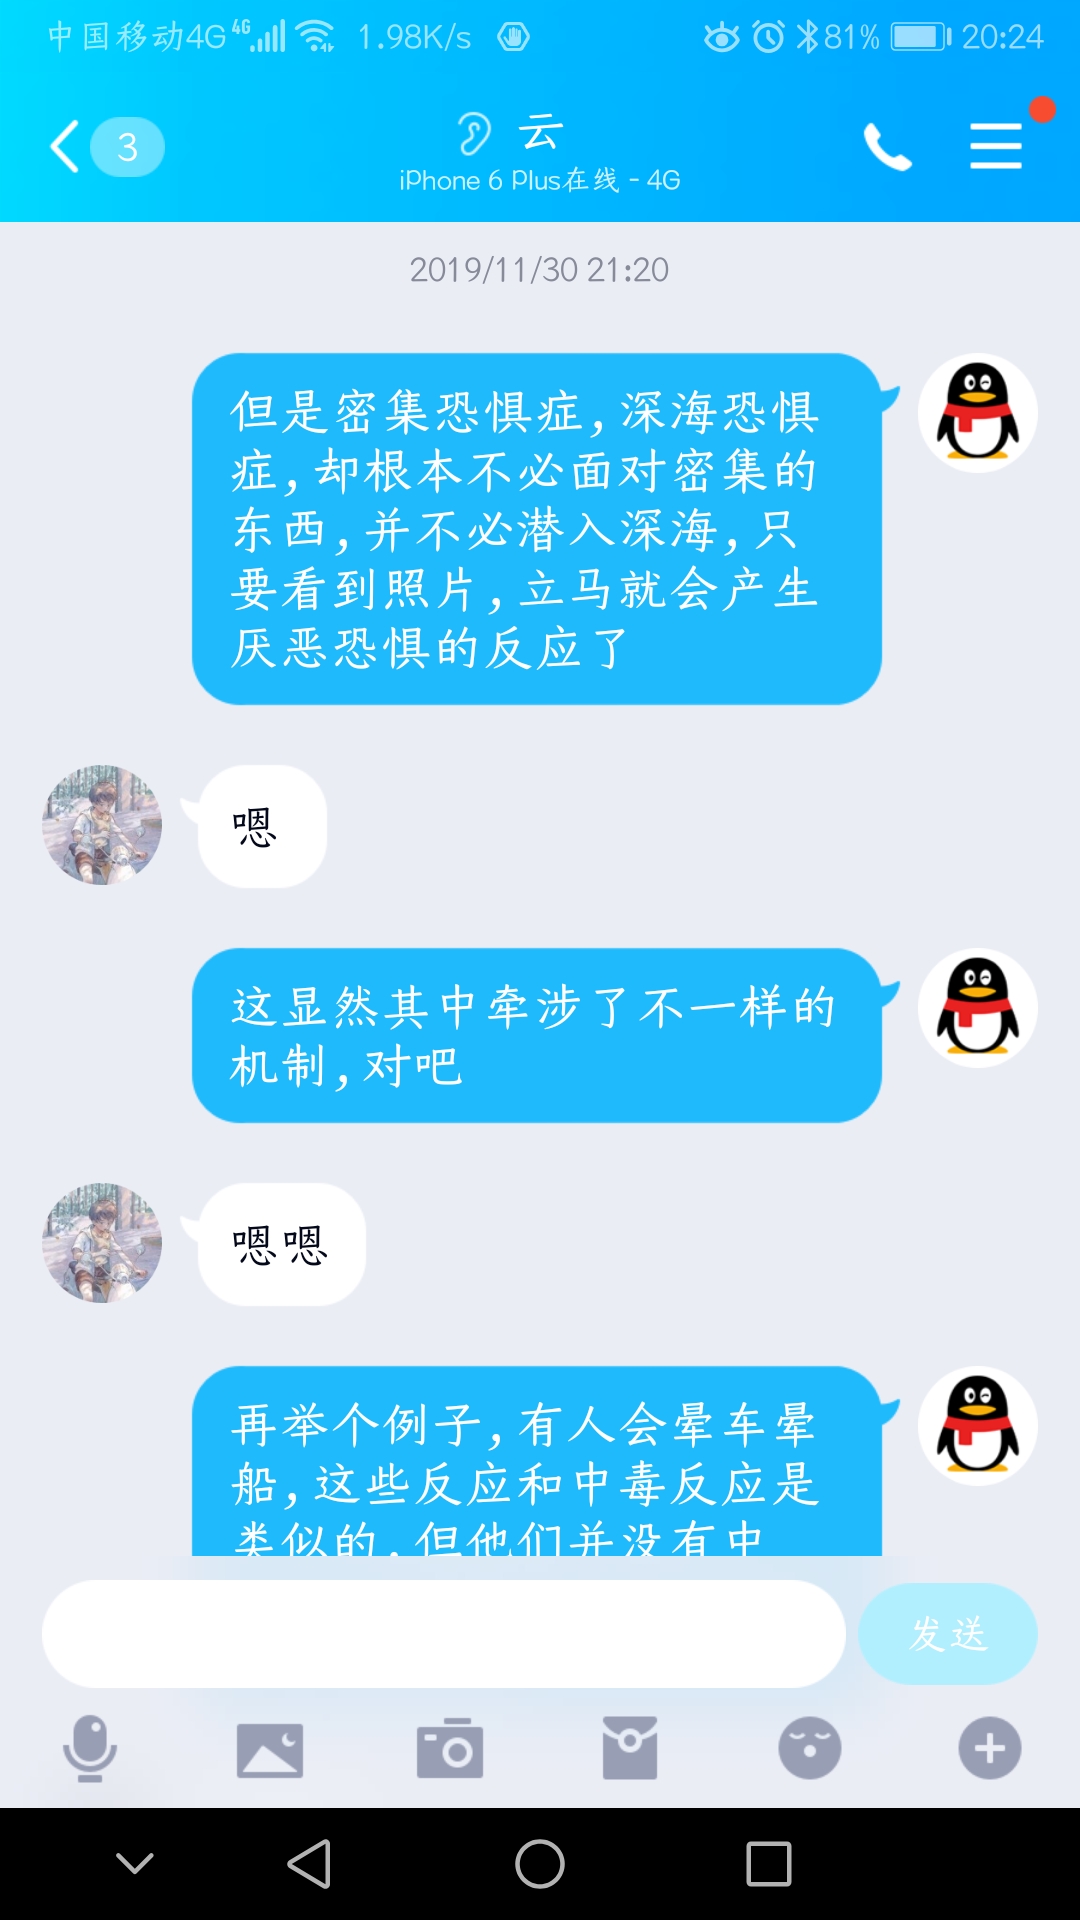 中国移动4G 4G 1.98K/s 81% 20:24
3
云
iPhone 6 Plus在线 - 4G
2019/11/30 21:20
但是密集恐惧症,深海恐惧
症,却根本不必面对密集的
东西,并不必潜入深海,只
要看到照片,立马就会产生
厌恶恐惧的反应了
嗯
这显然其中牵涉了不一样的
机制,对吧
嗯嗯
再举个例子,有人会晕车晕
船,这些反应和中毒反应是
类似的,但他们并没有中
发送